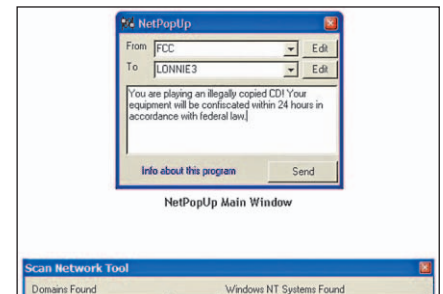 NetPopUp
From FCC Edit
To LONNIE3 Edit
You are playing an illegally copied CD! Your
equipment will be confiscated within 24 hours in
accordance with federal law.
Info about this program Send
NetPopUp Main Window
Scan Network Tool
Domains Found Windows NT Systems Found